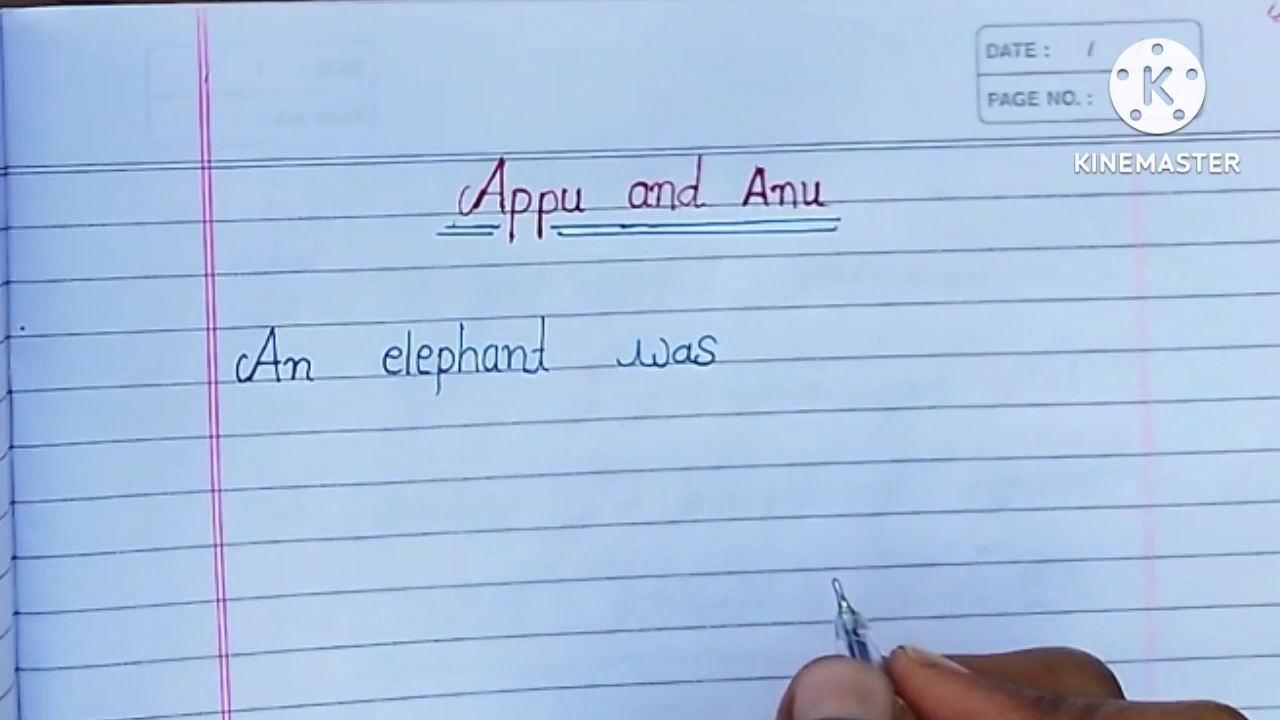 DATE : /
PAGE NO. :
KINEMASTER
Appu and Anu
An elephant was